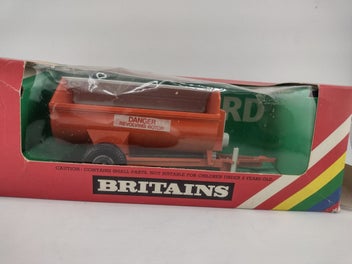 RD
DANGER
REVOLVING ROTOR
CAUTION: CONTAINS SMALL PARTS, NOT SUITABLE FOR CHILDREN UNDER 3 YEARS OLD.
BRITAINS